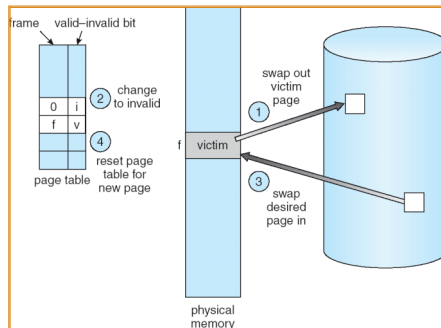 frame
valid–invalid bit
0 i
f v
2
change
to invalid
4
reset page
table for
new page
page table
f
victim
1
swap out
victim
page
3
swap
desired
page in
physical
memory